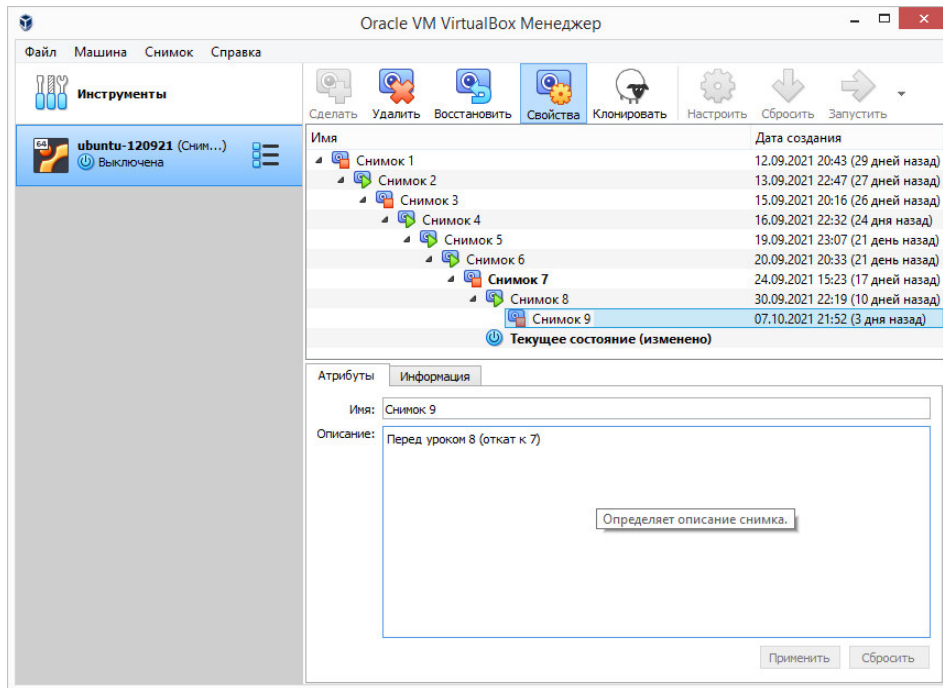 Oracle VM VirtualBox Менеджер
Файл Машина Снимок Справка
Инструменты
Сделать Удалить Восстановить Свойства Клонировать Настроить Сбросить Запустить
64
ubuntu-120921 (Сним...)
Выключена
Имя Дата создания
Снимок 1 12.09.2021 20:43 (29 дней назад)
Снимок 2 13.09.2021 22:47 (27 дней назад)
Снимок 3 15.09.2021 20:16 (26 дней назад)
Снимок 4 16.09.2021 22:32 (24 дня назад)
Снимок 5 19.09.2021 23:07 (21 день назад)
Снимок 6 20.09.2021 20:33 (21 день назад)
Снимок 7 24.09.2021 15:23 (17 дней назад)
Снимок 8 30.09.2021 22:19 (10 дней назад)
Снимок 9 07.10.2021 21:52 (3 дня назад)
Текущее состояние (изменено)
Атрибуты Информация
Имя: Снимок 9
Описание: Перед уроком 8 (откат к 7)
Определяет описание снимка.
Применить Сбросить